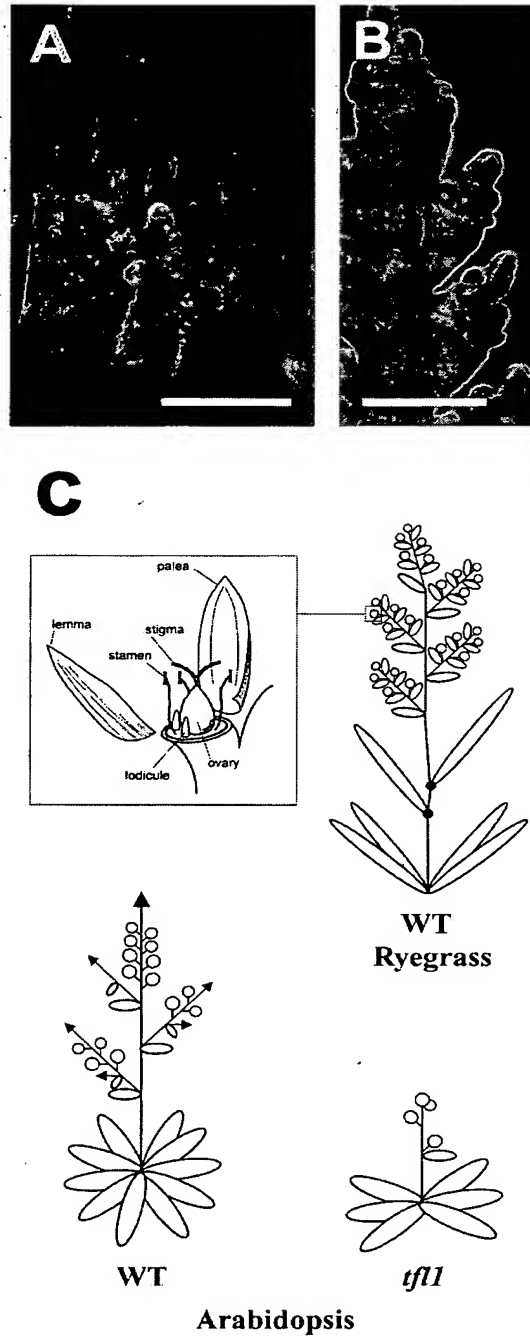 A
B
C
palea
lemma
stigma
stamen
lodicule
ovary
WT
Ryegrass
WT
tfl1
Arabidopsis